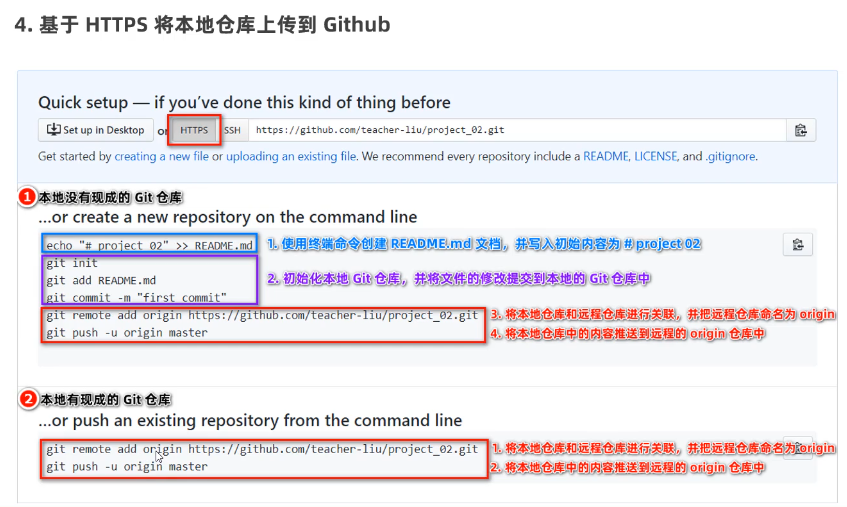 4. 基于 HTTPS 将本地仓库上传到 Github
Quick setup — if you've done this kind of thing before
Set up in Desktop or HTTPS SSH https://github.com/teacher-liu/project_02.git
Get started by creating a new file or uploading an existing file. We recommend every repository include a README, LICENSE, and .gitignore.
1 本地没有现成的 Git 仓库
...or create a new repository on the command line
echo "# project_02" >> README.md 1. 使用终端命令创建 README.md 文档，并写入初始内容为 # project 02
git init
git add README.md 2. 初始化本地 Git 仓库，并将文件的修改提交到本地的 Git 仓库中
git commit -m "first commit"
git remote add origin https://github.com/teacher-liu/project_02.git 3. 将本地仓库和远程仓库进行关联，并把远程仓库命名为 origin
git push -u origin master 4. 将本地仓库中的内容推送到远程的 origin 仓库中
2 本地有现成的 Git 仓库
...or push an existing repository from the command line
git remote add origin https://github.com/teacher-liu/project_02.git 1. 将本地仓库和远程仓库进行关联，并把远程仓库命名为 origin
git push -u origin master 2. 将本地仓库中的内容推送到远程的 origin 仓库中